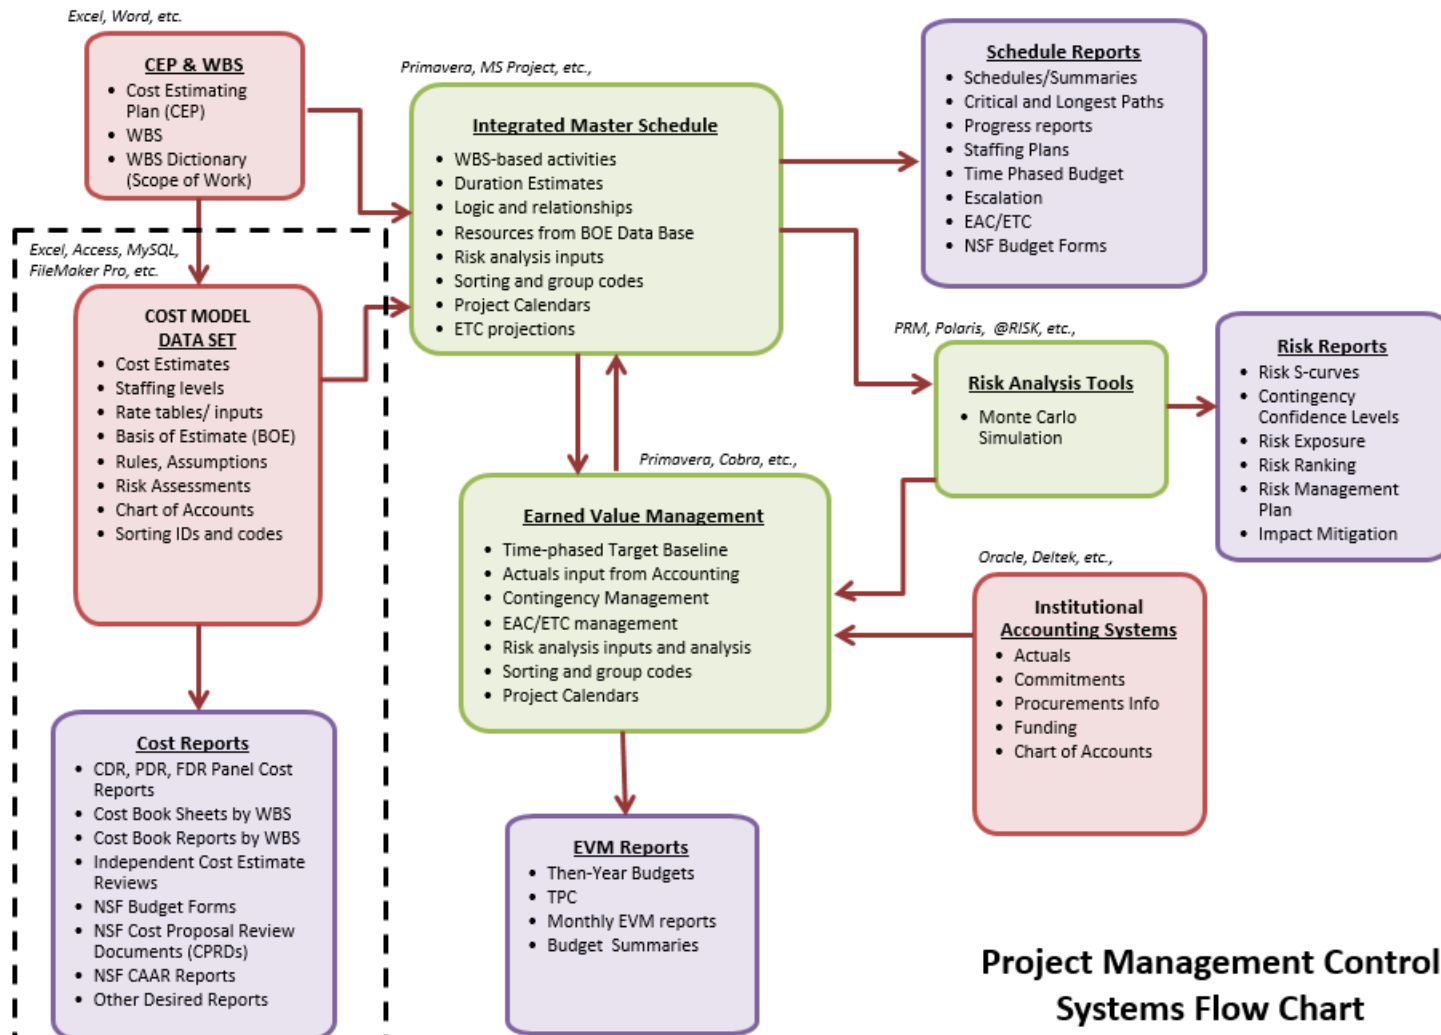 Excel, Word, etc.
CEP & WBS
• Cost Estimating
Plan (CEP)
• WBS
• WBS Dictionary
(Scope of Work)
Primavera, MS Project, etc.,
Integrated Master Schedule
• WBS-based activities
• Duration Estimates
• Logic and relationships
• Resources from BOE Data Base
• Risk analysis inputs
• Sorting and group codes
• Project Calendars
• ETC projections
Schedule Reports
• Schedules/Summaries
• Critical and Longest Paths
• Progress reports
• Staffing Plans
• Time Phased Budget
• Escalation
• EAC/ETC
• NSF Budget Forms
Excel, Access, MySQL,
FileMaker Pro, etc.
COST MODEL
DATA SET
• Cost Estimates
• Staffing levels
• Rate tables/ inputs
• Basis of Estimate (BOE)
• Rules, Assumptions
• Risk Assessments
• Chart of Accounts
• Sorting IDs and codes
PRM, Polaris, @RISK, etc.,
Risk Analysis Tools
• Monte Carlo
Simulation
Risk Reports
• Risk S-curves
• Contingency
Confidence Levels
• Risk Exposure
• Risk Ranking
• Risk Management
Plan
• Impact Mitigation
Primavera, Cobra, etc.,
Earned Value Management
• Time-phased Target Baseline
• Actuals input from Accounting
• Contingency Management
• EAC/ETC management
• Risk analysis inputs and analysis
• Sorting and group codes
• Project Calendars
Oracle, Deltek, etc.,
Institutional
Accounting Systems
• Actuals
• Commitments
• Procurements Info
• Funding
• Chart of Accounts
Cost Reports
• CDR, PDR, FDR Panel Cost
Reports
• Cost Book Sheets by WBS
• Cost Book Reports by WBS
• Independent Cost Estimate
Reviews
• NSF Budget Forms
• NSF Cost Proposal Review
Documents (CPRDs)
• NSF CAAR Reports
• Other Desired Reports
EVM Reports
• Then-Year Budgets
• TPC
• Monthly EVM reports
• Budget Summaries
Project Management Control
Systems Flow Chart